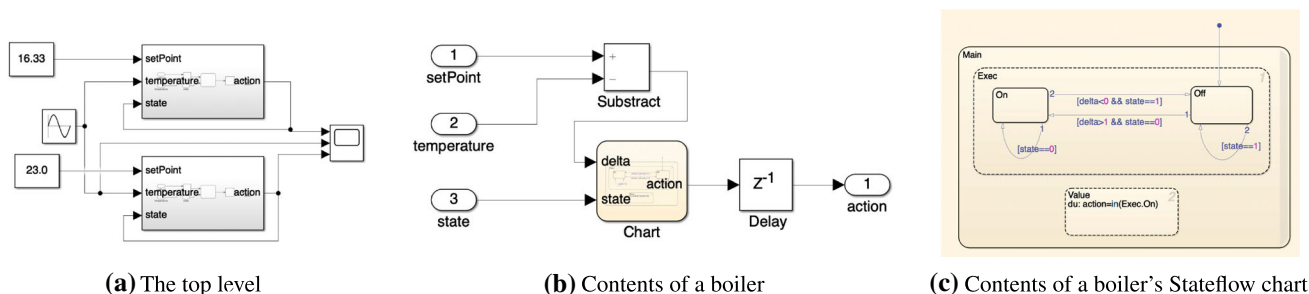 16.33
setPoint
temperature
action
state
23.0
setPoint
temperature
action
state
(a) The top level
1
setPoint
+
−
Substract
2
temperature
delta
action
state
Chart
3
state
z-1
Delay
1
action
(b) Contents of a boiler
Main
Exec
1
On
2
Off
[delta<0 && state==1]
1
[delta>1 && state==0]
1
[state==0]
2
[state==1]
Value
2
du: action=in(Exec.On)
(c) Contents of a boiler's Stateflow chart